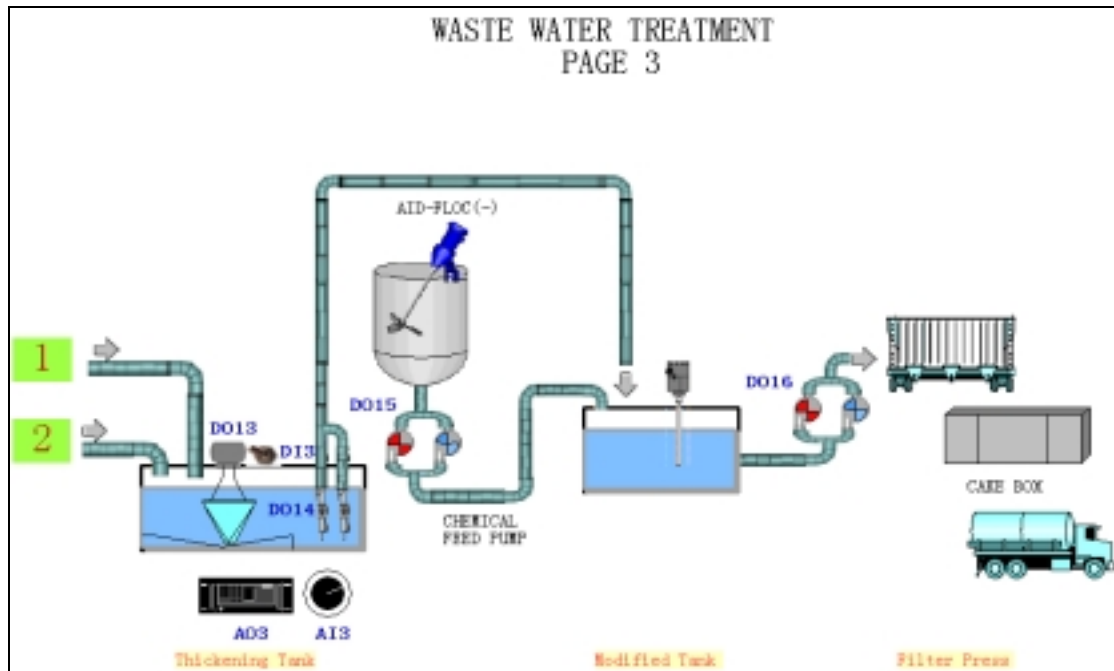 WASTE WATER TREATMENT
PAGE 3
AID-FLOC(-)
1
2
DO13
DI3
DO14
DO15
DO16
CHEMICAL
FEED PUMP
CAKE BOX
AO3
AI3
Thickening Tank
Modified Tank
Filter Press